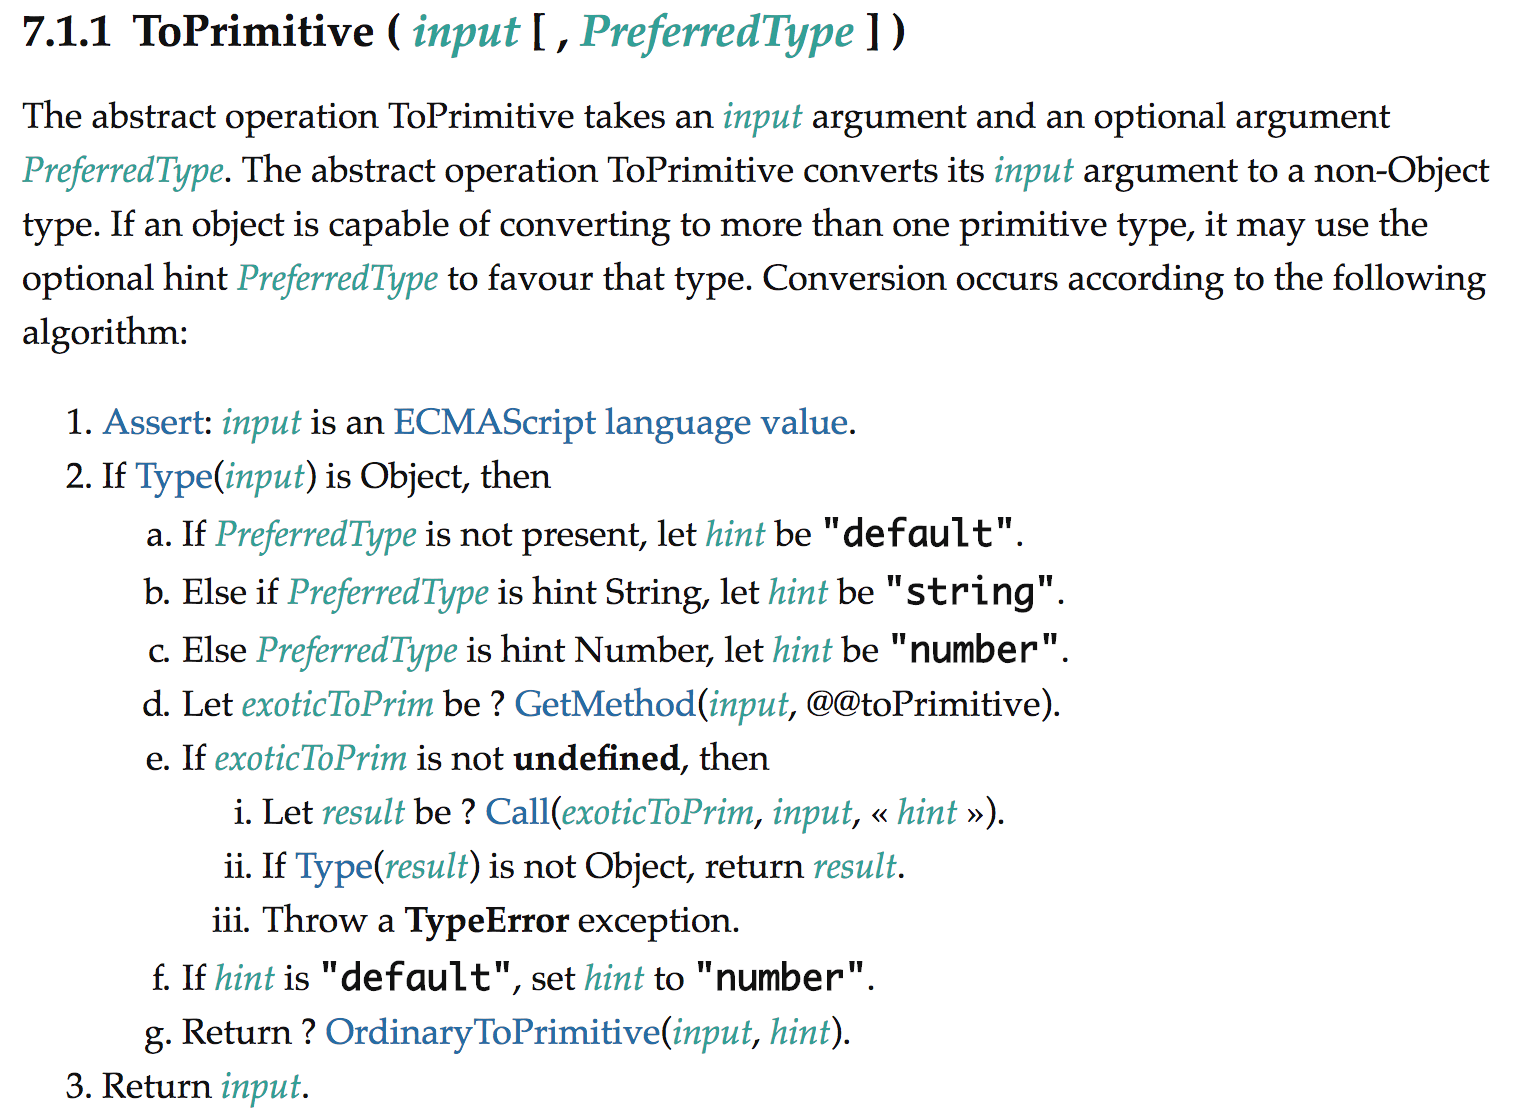 7.1.1 ToPrimitive ( input [ , PreferredType ] )
The abstract operation ToPrimitive takes an input argument and an optional argument
PreferredType. The abstract operation ToPrimitive converts its input argument to a non-Object
type. If an object is capable of converting to more than one primitive type, it may use the
optional hint PreferredType to favour that type. Conversion occurs according to the following
algorithm:
1. Assert: input is an ECMAScript language value.
2. If Type(input) is Object, then
a. If PreferredType is not present, let hint be "default".
b. Else if PreferredType is hint String, let hint be "string".
c. Else PreferredType is hint Number, let hint be "number".
d. Let exoticToPrim be ? GetMethod(input, @@toPrimitive).
e. If exoticToPrim is not undefined, then
i. Let result be ? Call(exoticToPrim, input, « hint »).
ii. If Type(result) is not Object, return result.
iii. Throw a TypeError exception.
f. If hint is "default", set hint to "number".
g. Return ? OrdinaryToPrimitive(input, hint).
3. Return input.